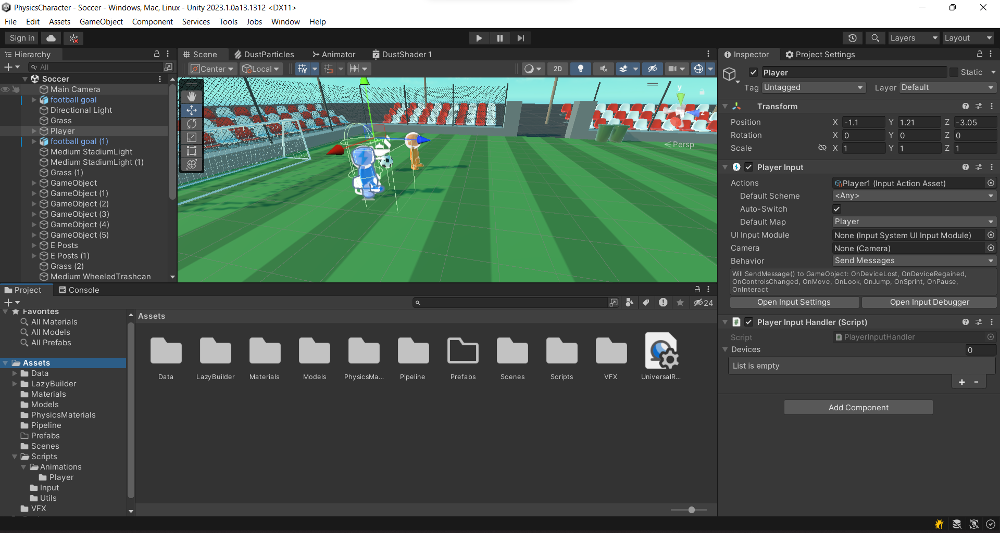 PhysicsCharacter - Soccer - Windows, Mac, Linux - Unity 2023.1.0a13.1312 <DX11>
File Edit Assets GameObject Component Services Tools Jobs Window Help
Sign in
Layers
Layout
Hierarchy
All
Soccer
Main Camera
football goal
Directional Light
Grass
Player
football goal (1)
Medium StadiumLight
Medium StadiumLight (1)
Grass (1)
GameObject
GameObject (1)
GameObject (2)
GameObject (3)
GameObject (4)
GameObject (5)
E Posts
E Posts (1)
Grass (2)
Medium WheeledTrashcan
Scene DustParticles Animator DustShader 1
Center Local 2D
y
z
Persp
Inspector Project Settings
Player Static
Tag Untagged Layer Default
Transform
Position X -1.1 Y 1.21 Z -3.05
Rotation X 0 Y 0 Z 0
Scale X 1 Y 1 Z 1
Player Input
Actions Player1 (Input Action Asset)
Default Scheme <Any>
Auto-Switch
Default Map Player
UI Input Module None (Input System UI Input Module)
Camera None (Camera)
Behavior Send Messages
Will SendMessage() to GameObject: OnDeviceLost, OnDeviceRegained,
OnControlsChanged, OnMove, OnLook, OnJump, OnSprint, OnPause,
OnInteract
Open Input Settings Open Input Debugger
Player Input Handler (Script)
Script PlayerInputHandler
Devices 0
List is empty
+ -
Add Component
Project Console
24
Favorites
All Materials
All Models
All Prefabs
Assets
Data
LazyBuilder
Materials
Models
PhysicsMaterials
Pipeline
Prefabs
Scenes
Scripts
Animations
Player
Input
Utils
VFX
Assets
Data LazyBuilder Materials Models PhysicsMa... Pipeline Prefabs Scenes Scripts VFX UniversalR...